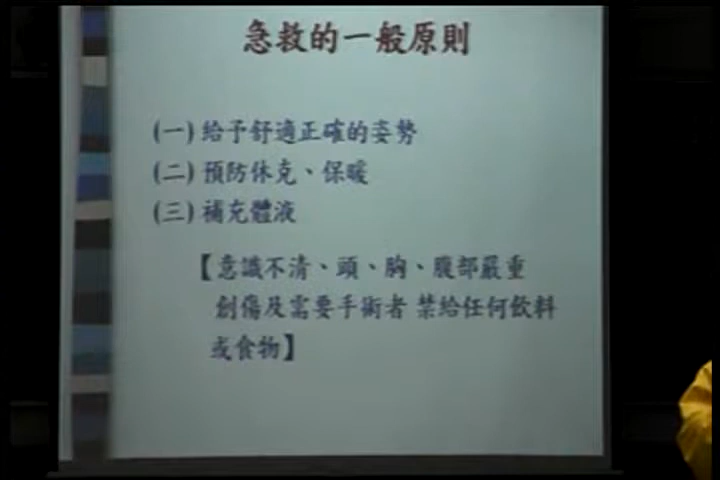 急救的一般原則
(一) 給予舒適正確的姿勢
(二) 預防休克、保暖
(三) 補充體液
【意識不清、頭、胸、腹部嚴重
創傷及需要手術者 禁給任何飲料
或食物】